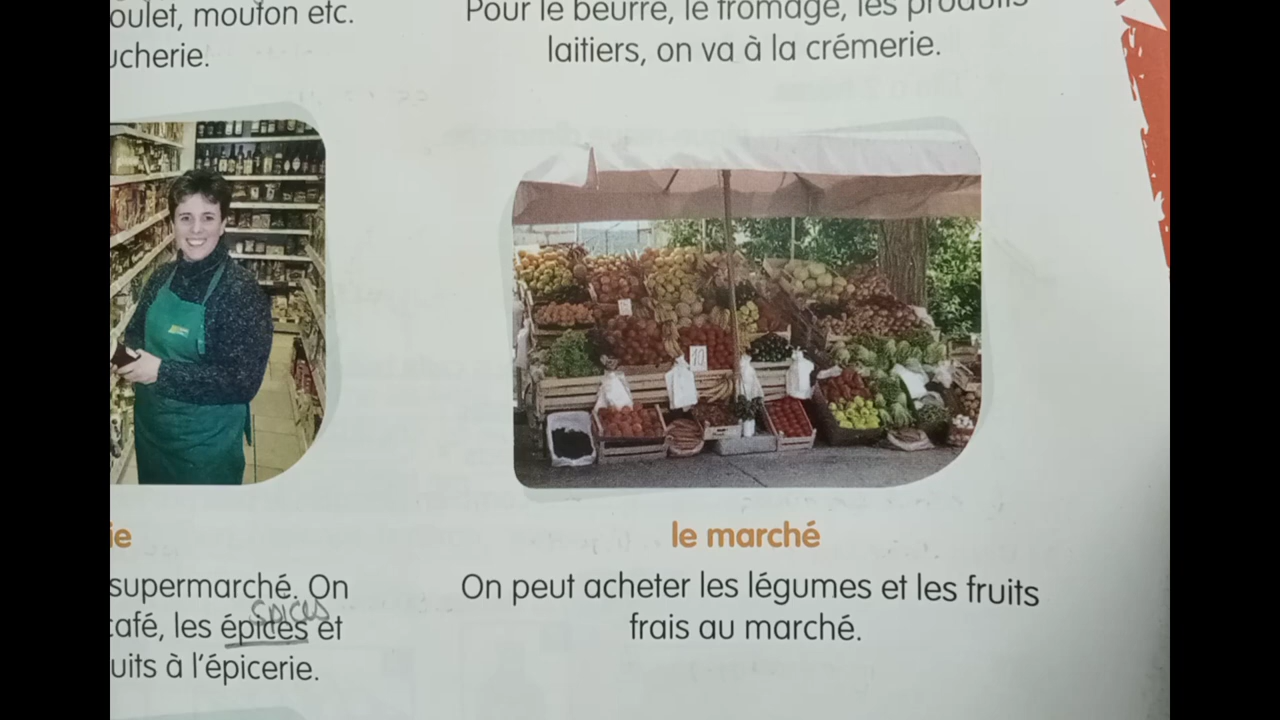 oulet, mouton etc.
ucherie.
Pour le beurre, le fromage, les produits
laitiers, on va à la crémerie.
10
ie
supermarché. On
spices
café, les épices et
uits à l'épicerie.
le marché
On peut acheter les légumes et les fruits
frais au marché.